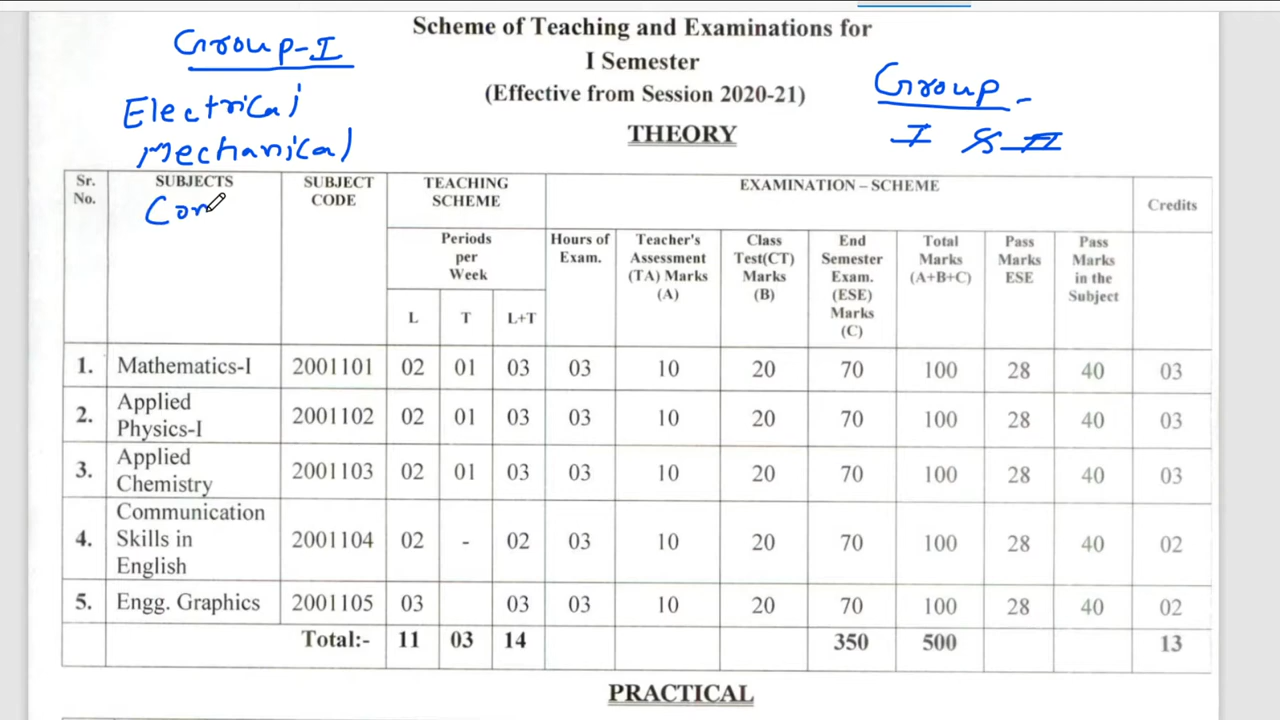 Scheme of Teaching and Examinations for
I Semester
(Effective from Session 2020-21)
THEORY
Group-I
Electrical
Mechanical
Group -
I & II
Sr. No. SUBJECTS SUBJECT CODE TEACHING SCHEME EXAMINATION – SCHEME Credits
Periods per Week Hours of Exam. Teacher's Assessment (TA) Marks (A) Class Test(CT) Marks (B) End Semester Exam. (ESE) Marks (C) Total Marks (A+B+C) Pass Marks ESE Pass Marks in the Subject
L T L+T
1. Mathematics-I 2001101 02 01 03 03 10 20 70 100 28 40 03
2. Applied Physics-I 2001102 02 01 03 03 10 20 70 100 28 40 03
3. Applied Chemistry 2001103 02 01 03 03 10 20 70 100 28 40 03
4. Communication Skills in English 2001104 02 - 02 03 10 20 70 100 28 40 02
5. Engg. Graphics 2001105 03 03 03 10 20 70 100 28 40 02
Total:- 11 03 14 350 500 13
PRACTICAL